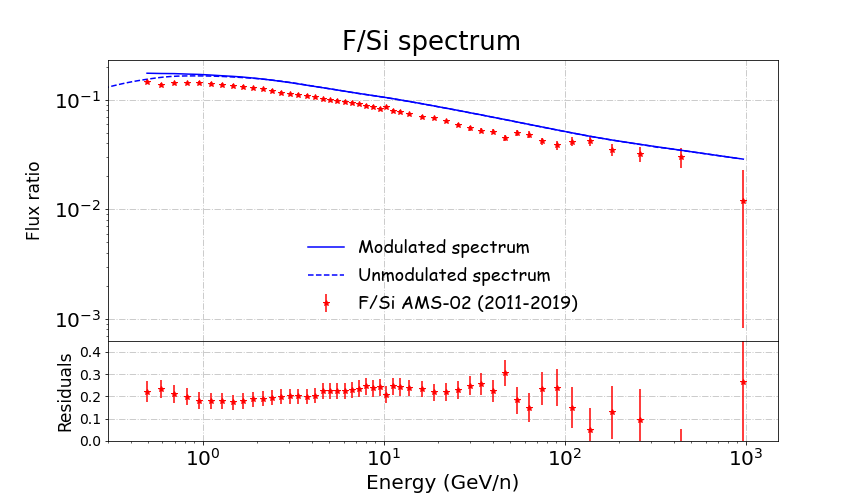 F/Si spectrum
Flux ratio
10⁻¹
10⁻²
10⁻³
Modulated spectrum
Unmodulated spectrum
F/Si AMS-02 (2011-2019)
Residuals
0.4
0.3
0.2
0.1
0.0
10⁰ 10¹ 10² 10³
Energy (GeV/n)